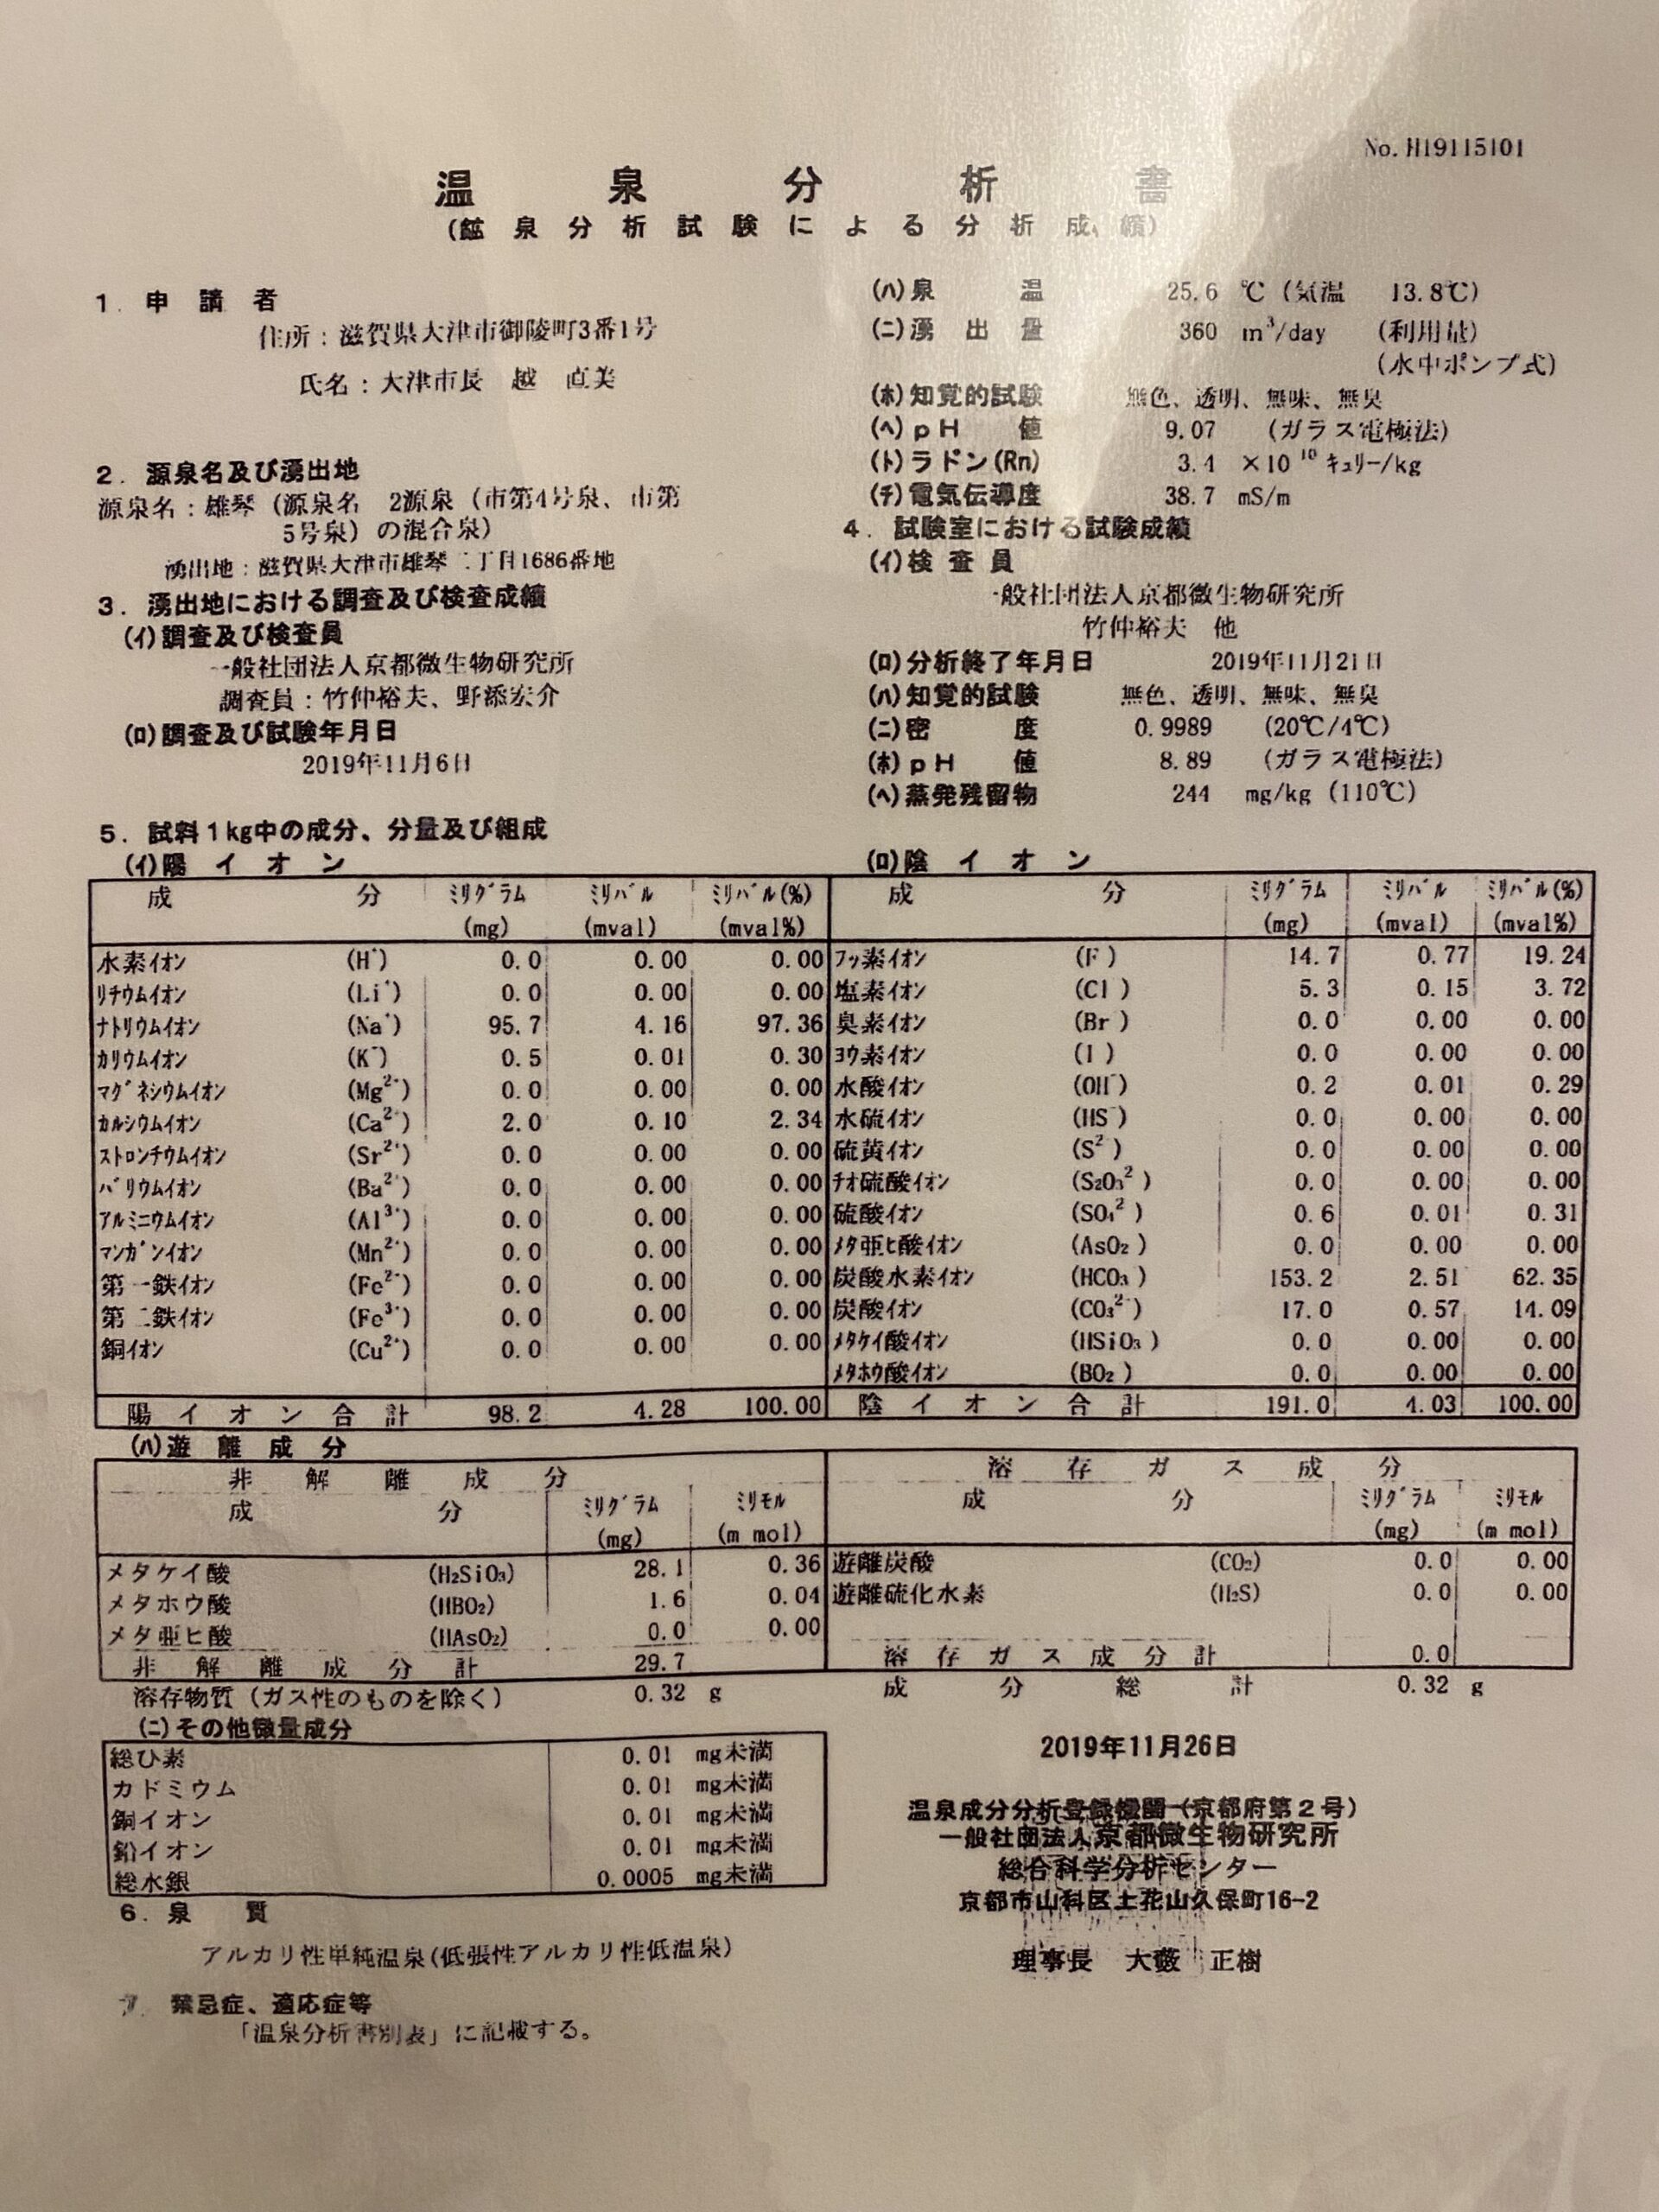 No. H19115101
温泉分析書
(鉱泉分析試験による分析成績)
1. 申請者
住所：滋賀県大津市御陵町3番1号
氏名：大津市長 越 直美
2. 源泉名及び湧出地
源泉名：雄琴（源泉名 2源泉（市第4号泉、市第
5号泉）の混合泉）
湧出地：滋賀県大津市雄琴二丁目1686番地
3. 湧出地における調査及び検査成績
(イ)調査及び検査員
一般社団法人京都微生物研究所
調査員：竹仲裕夫、野添宏介
(ロ)調査及び試験年月日
2019年11月6日
(ハ)泉温 25.6 ℃（気温 13.8℃）
(ニ)湧出量 360 m³/day （利用量）
（水中ポンプ式）
(ホ)知覚的試験 無色、透明、無味、無臭
(ヘ)pH値 9.07 （ガラス電極法）
(ト)ラドン(Rn) 3.4 ×10 ¹⁰ キュリー/kg
(チ)電気伝導度 38.7 mS/m
4. 試験室における試験成績
(イ)検査員
一般社団法人京都微生物研究所
竹仲裕夫 他
(ロ)分析終了年月日 2019年11月21日
(ハ)知覚的試験 無色、透明、無味、無臭
(ニ)密度 0.9989 （20℃/4℃）
(ホ)pH値 8.89 （ガラス電極法）
(ヘ)蒸発残留物 244 mg/kg（110℃）
5. 試料1kg中の成分、分量及び組成
(イ)陽イオン
成分 ミリグラム(mg) ミリバル(mval) ミリバル(%)(mval%)
水素イオン (H⁺) 0.0 0.00 0.00
リチウムイオン (Li⁺) 0.0 0.00 0.00
ナトリウムイオン (Na⁺) 95.7 4.16 97.36
カリウムイオン (K⁺) 0.5 0.01 0.30
マグネシウムイオン (Mg²⁺) 0.0 0.00 0.00
カルシウムイオン (Ca²⁺) 2.0 0.10 2.34
ストロンチウムイオン (Sr²⁺) 0.0 0.00 0.00
バリウムイオン (Ba²⁺) 0.0 0.00 0.00
アルミニウムイオン (Al³⁺) 0.0 0.00 0.00
マンガンイオン (Mn²⁺) 0.0 0.00 0.00
第一鉄イオン (Fe²⁺) 0.0 0.00 0.00
第二鉄イオン (Fe³⁺) 0.0 0.00 0.00
銅イオン (Cu²⁺) 0.0 0.00 0.00
陽イオン合計 98.2 4.28 100.00
(ロ)陰イオン
成分 ミリグラム(mg) ミリバル(mval) ミリバル(%)(mval%)
フッ素イオン (F⁻) 14.7 0.77 19.24
塩素イオン (Cl⁻) 5.3 0.15 3.72
臭素イオン (Br⁻) 0.0 0.00 0.00
ヨウ素イオン (I⁻) 0.0 0.00 0.00
水酸イオン (OH⁻) 0.2 0.01 0.29
水硫イオン (HS⁻) 0.0 0.00 0.00
硫黄イオン (S²⁻) 0.0 0.00 0.00
チオ硫酸イオン (S₂O₃²⁻) 0.0 0.00 0.00
硫酸イオン (SO₄²⁻) 0.6 0.01 0.31
メタ亜ヒ酸イオン (AsO₂⁻) 0.0 0.00 0.00
炭酸水素イオン (HCO₃⁻) 153.2 2.51 62.35
炭酸イオン (CO₃²⁻) 17.0 0.57 14.09
メタケイ酸イオン (HSiO₃⁻) 0.0 0.00 0.00
メタホウ酸イオン (BO₂⁻) 0.0 0.00 0.00
陰イオン合計 191.0 4.03 100.00
(ハ)遊離成分
非解離成分
成分 ミリグラム(mg) ミリモル(m mol)
メタケイ酸 (H₂SiO₃) 28.1 0.36
メタホウ酸 (HBO₂) 1.6 0.04
メタ亜ヒ酸 (HAsO₂) 0.0 0.00
非解離成分計 29.7
溶存ガス成分
成分 ミリグラム(mg) ミリモル(m mol)
遊離炭酸 (CO₂) 0.0 0.00
遊離硫化水素 (H₂S) 0.0 0.00
溶存ガス成分計 0.0
溶存物質（ガス性のものを除く） 0.32 g
成分総計 0.32 g
(ニ)その他微量成分
総ひ素 0.01 mg未満
カドミウム 0.01 mg未満
銅イオン 0.01 mg未満
鉛イオン 0.01 mg未満
総水銀 0.0005 mg未満
6. 泉質
アルカリ性単純温泉(低張性アルカリ性低温泉)
7. 禁忌症、適応症等
「温泉分析書別表」に記載する。
2019年11月26日
温泉成分分析登録機関（京都府第２号）
一般社団法人京都微生物研究所
総合科学分析センター
京都市山科区上花山久保町16-2
理事長 大藪 正樹